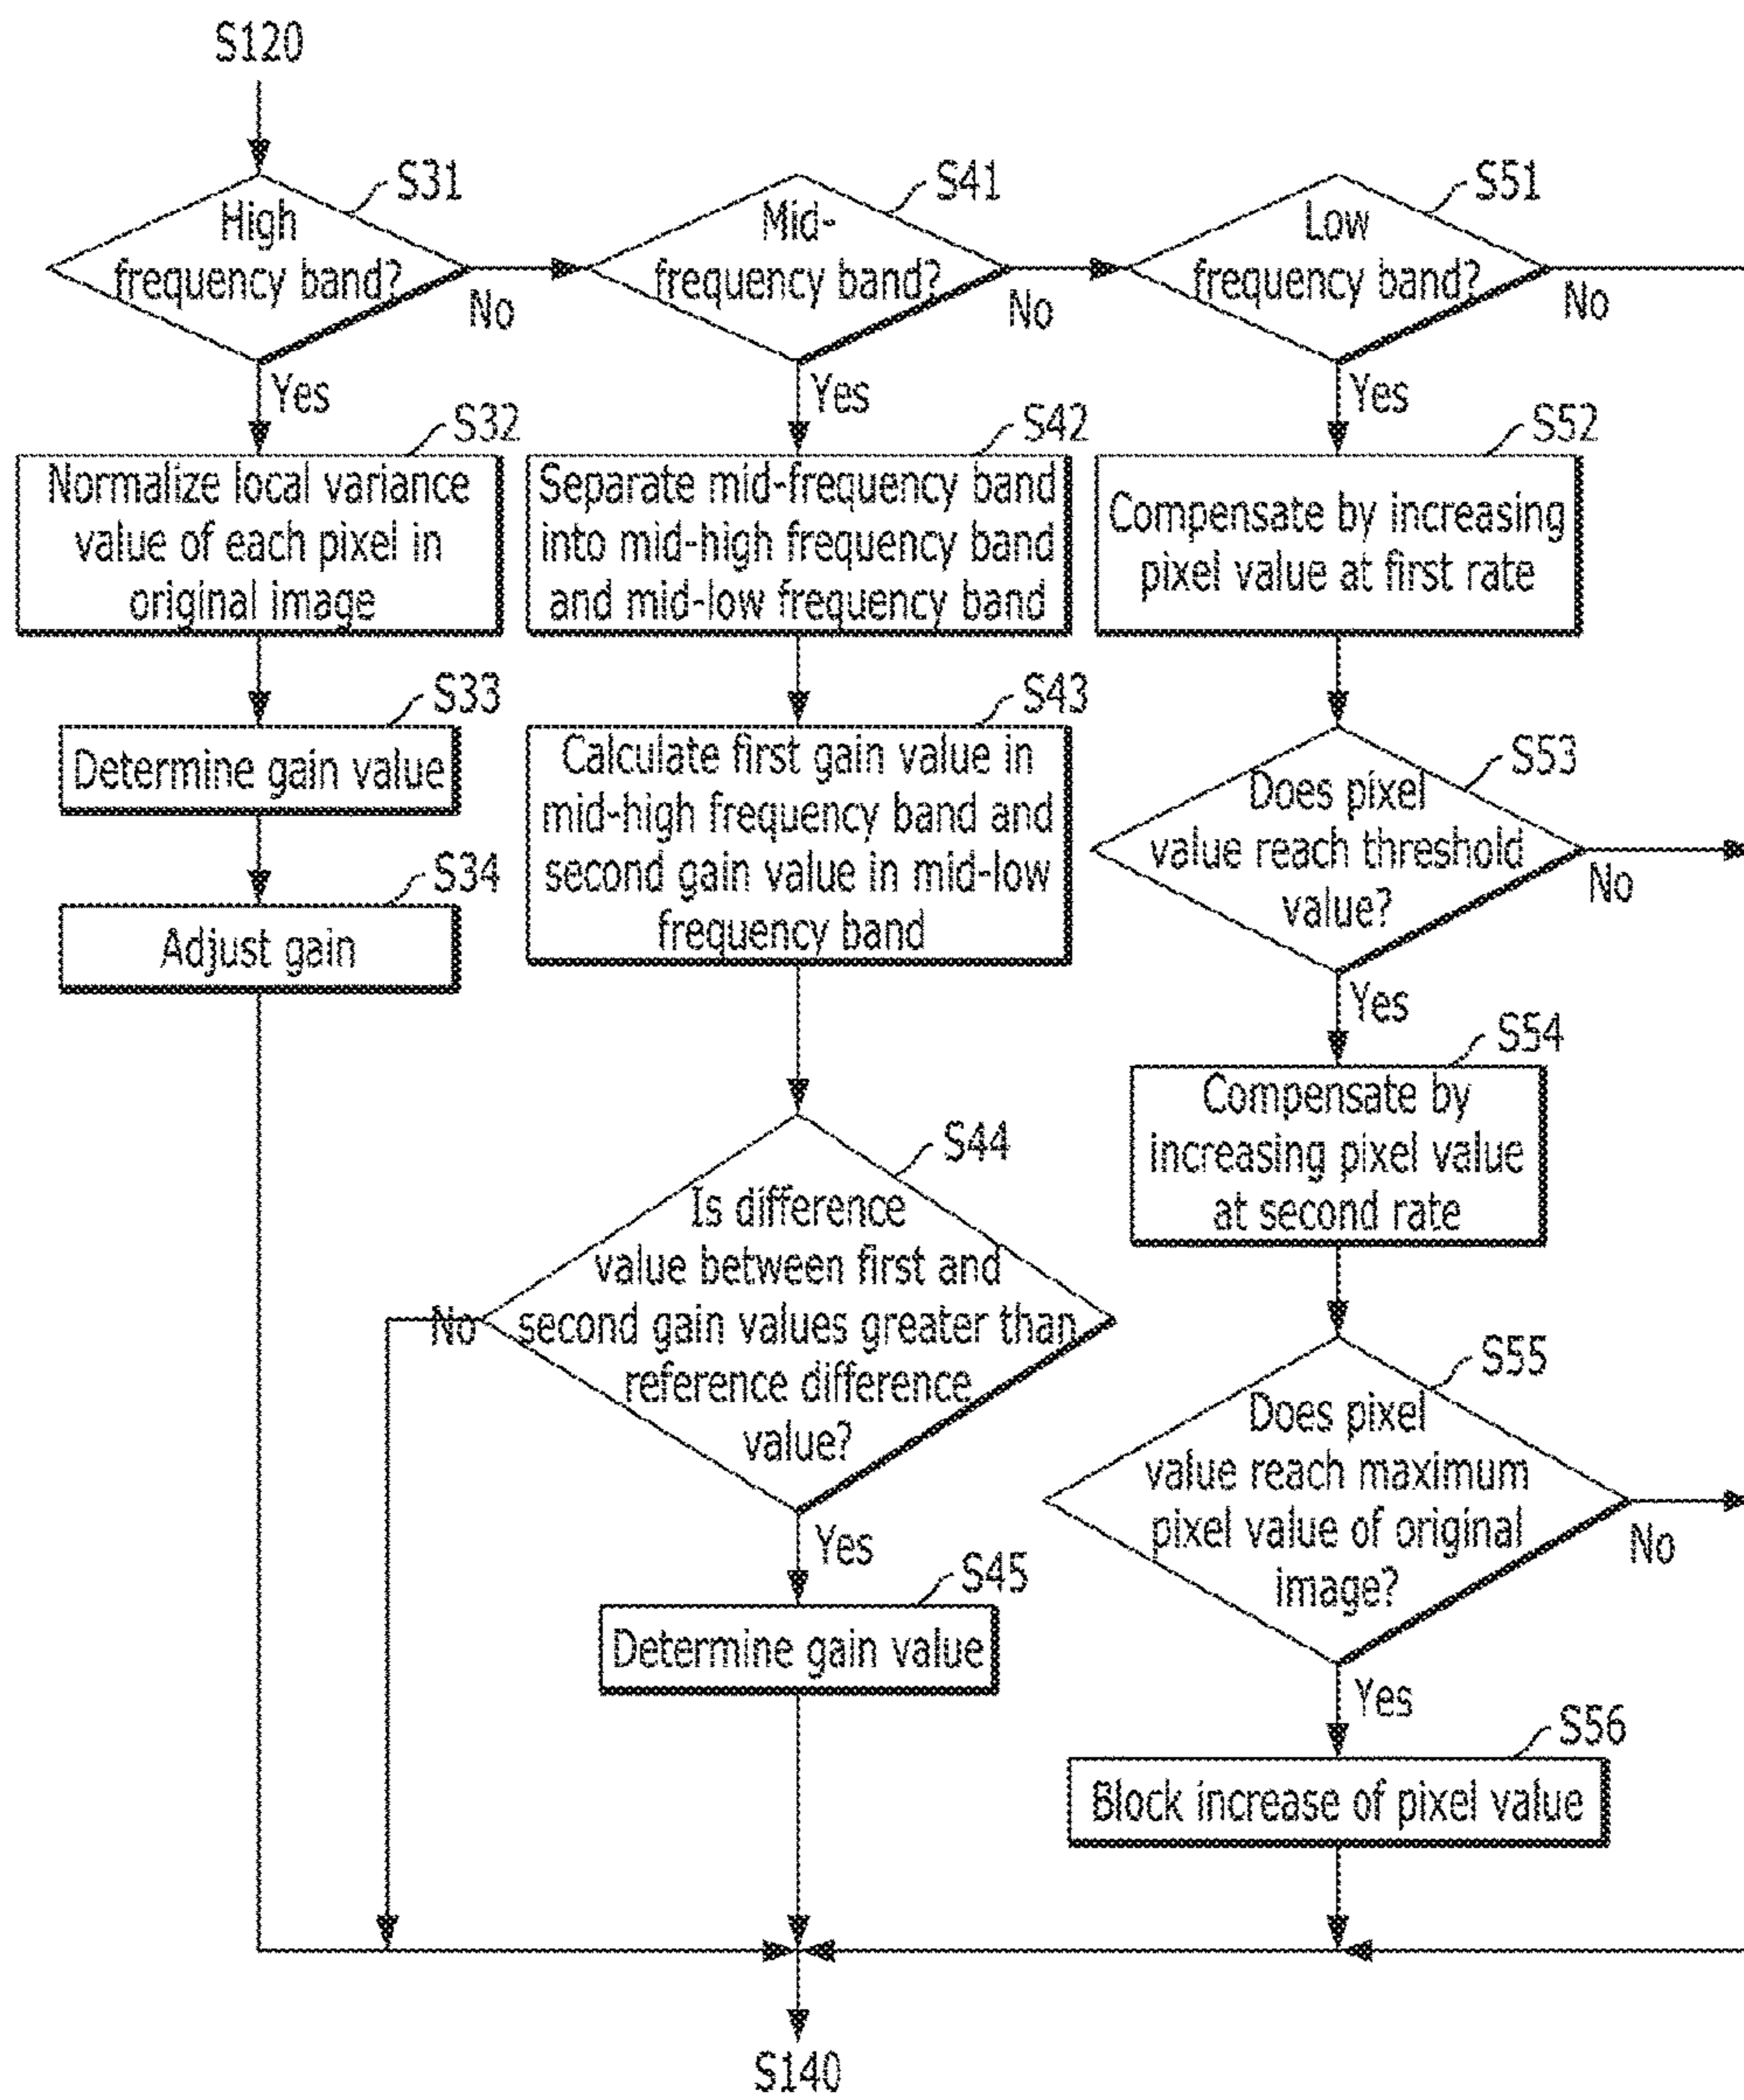 S120
S31
High
frequency band?
No
Yes
S32
Normalize local variance
value of each pixel in
original image
S33
Determine gain value
S34
Adjust gain
S41
Mid-
frequency band?
No
Yes
S42
Separate mid-frequency band
into mid-high frequency band
and mid-low frequency band
S43
Calculate first gain value in
mid-high frequency band and
second gain value in mid-low
frequency band
S44
Is difference
value between first and
second gain values greater than
reference difference
value?
No
Yes
S45
Determine gain value
S51
Low
frequency band?
No
Yes
S52
Compensate by increasing
pixel value at first rate
S53
Does pixel
value reach threshold
value?
No
Yes
S54
Compensate by
increasing pixel value
at second rate
S55
Does pixel
value reach maximum
pixel value of original
image?
No
Yes
S56
Block increase of pixel value
S140